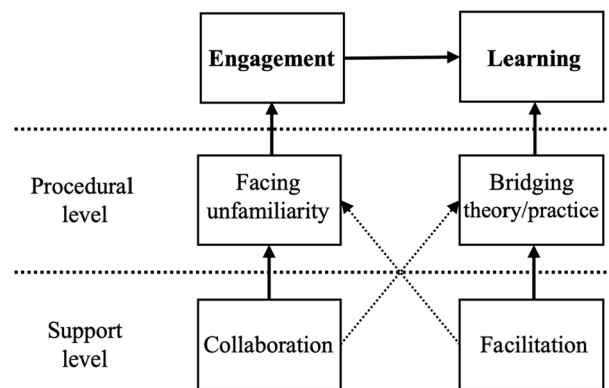 Engagement
Learning
Procedural
level
Facing
unfamiliarity
Bridging
theory/practice
Support
level
Collaboration
Facilitation